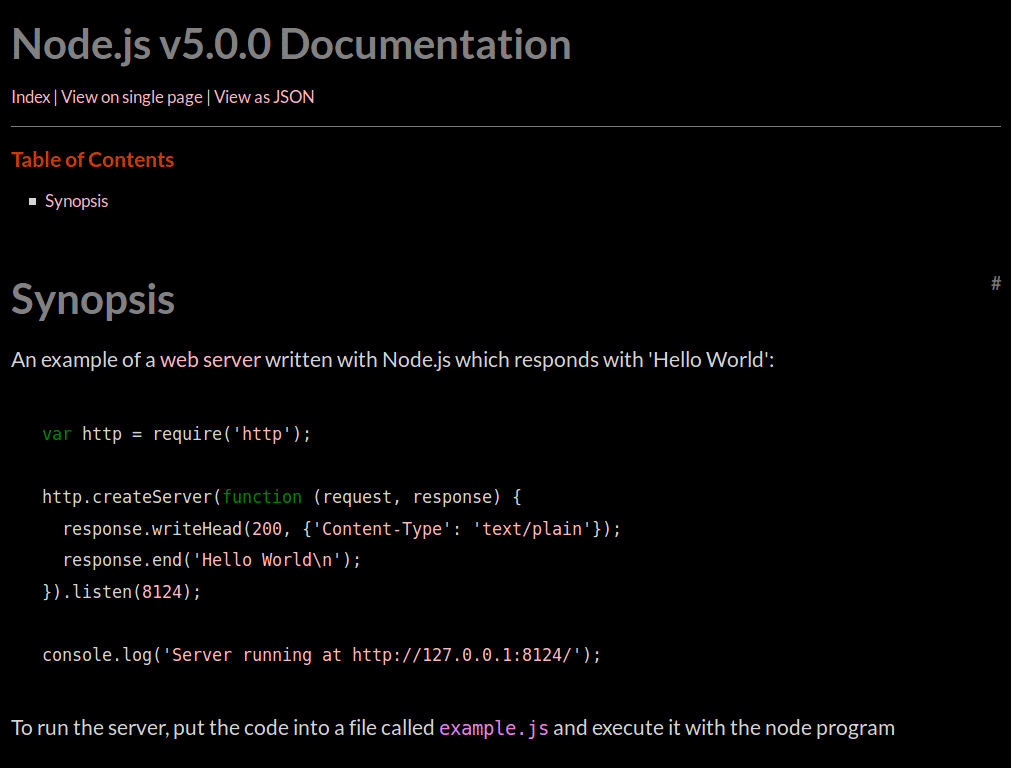 Node.js v5.0.0 Documentation
Index | View on single page | View as JSON
Table of Contents
Synopsis
Synopsis
#
An example of a web server written with Node.js which responds with 'Hello World':
var http = require('http');
http.createServer(function (request, response) {
  response.writeHead(200, {'Content-Type': 'text/plain'});
  response.end('Hello World\n');
}).listen(8124);
console.log('Server running at http://127.0.0.1:8124/');
To run the server, put the code into a file called example.js and execute it with the node program